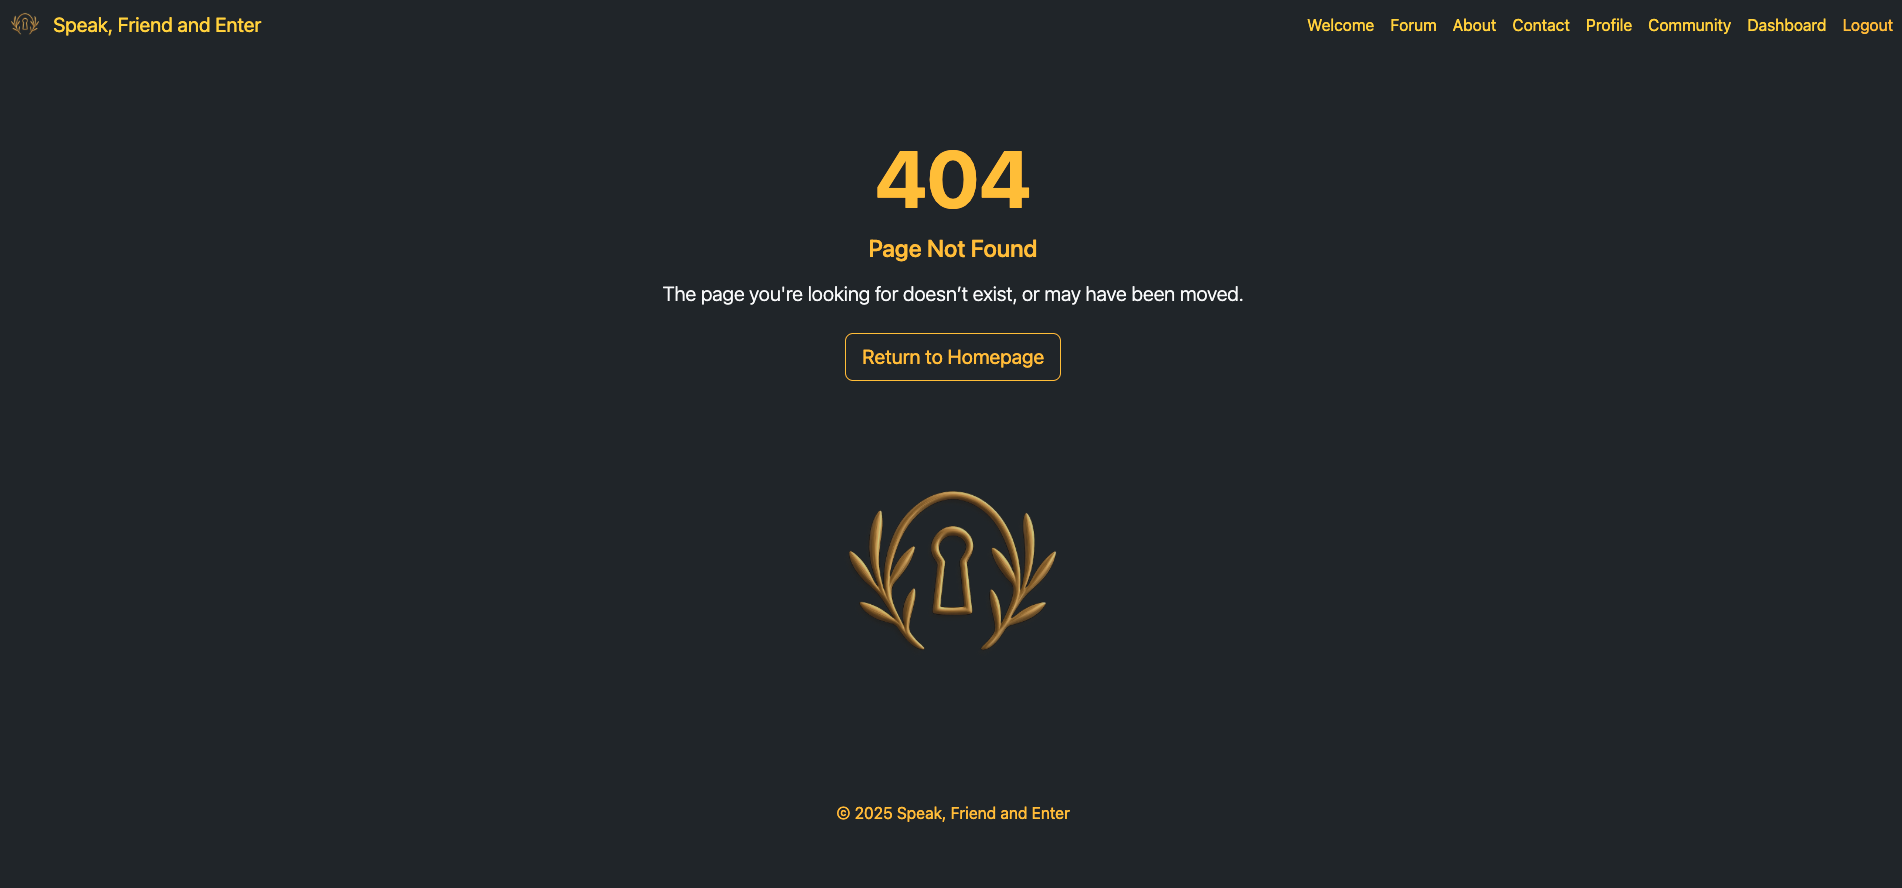 Speak, Friend and Enter
Welcome Forum About Contact Profile Community Dashboard Logout
404
Page Not Found
The page you're looking for doesn’t exist, or may have been moved.
Return to Homepage
© 2025 Speak, Friend and Enter